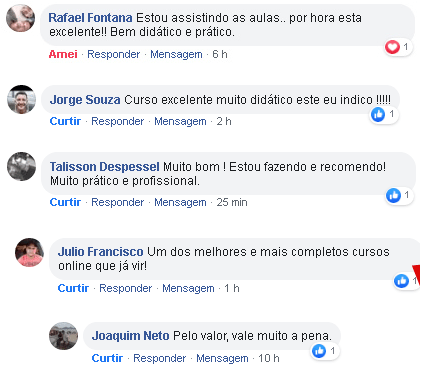 Rafael Fontana Estou assistindo as aulas.. por hora esta
excelente!! Bem didático e prático.
Amei · Responder · Mensagem · 6 h
1
Jorge Souza Curso excelente muito didático este eu indico !!!!!
1
Curtir · Responder · Mensagem · 2 h
Talisson Despessel Muito bom ! Estou fazendo e recomendo!
Muito prático e profissional.
1
Curtir · Responder · Mensagem · 25 min
Julio Francisco Um dos melhores e mais completos cursos
online que já vir!
1
Curtir · Responder · Mensagem · 1 h
Joaquim Neto Pelo valor, vale muito a pena.
1
Curtir · Responder · Mensagem · 10 h